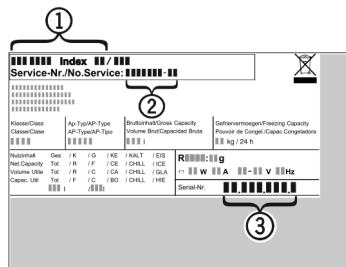 1
Index /
Service-Nr./No.Service: -
2
Klasse/Class
Classe/Clase
Ap-Typ/AP-Type
AP-Type/AP-Tipo
Bruttoinhalt/Gross Capacity
Volume Brut/Capacidad Bruta
l
Gefriervermoegen/Freezing Capacity
Pouvoir de Congel./Capac.Congeladora
kg / 24 h
Nutzinhalt Ges / K / G / KE / KALT / EIS
Net.Capacity Tot / R / F / CE / CHILL / ICE
Volume Utile Tot / R / C / CA / CHILL / GLA
Capac. Util Tot / F / C / BO / CHILL / HIE
l / l
R : g
W A - V Hz
Serial-Nr. . . .
3